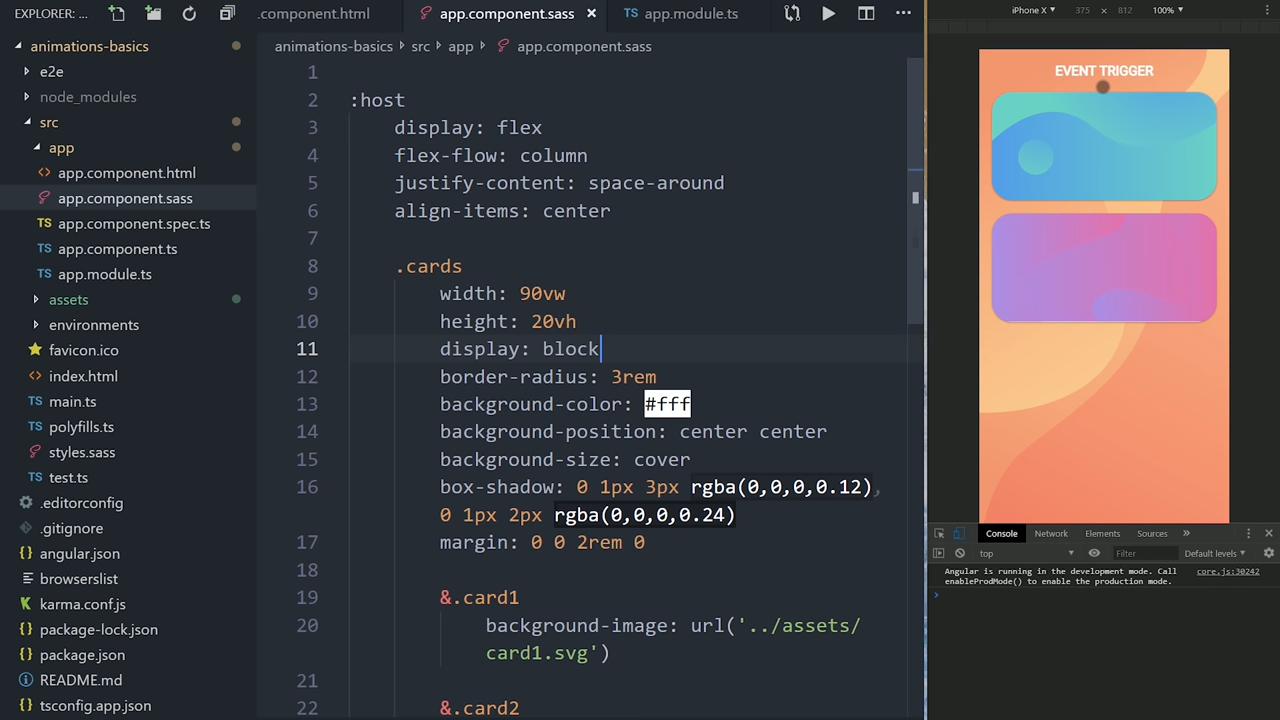 EXPLORER: ...
.component.html
app.component.sass
TS app.module.ts
animations-basics
e2e
node_modules
src
app
app.component.html
app.component.sass
TS app.component.spec.ts
TS app.component.ts
TS app.module.ts
assets
environments
favicon.ico
index.html
TS main.ts
TS polyfills.ts
styles.sass
TS test.ts
.editorconfig
.gitignore
{} angular.json
browserslist
karma.conf.js
{} package-lock.json
{} package.json
README.md
{} tsconfig.app.json
animations-basics src app app.component.sass
1
2 :host
3 display: flex
4 flex-flow: column
5 justify-content: space-around
6 align-items: center
7
8 .cards
9 width: 90vw
10 height: 20vh
11 display: block
12 border-radius: 3rem
13 background-color: #fff
14 background-position: center center
15 background-size: cover
16 box-shadow: 0 1px 3px rgba(0,0,0,0.12),
0 1px 2px rgba(0,0,0,0.24)
17 margin: 0 0 2rem 0
18
19 &.card1
20 background-image: url('../assets/
card1.svg')
21
22 &.card2
iPhone X 375 × 812 100%
EVENT TRIGGER
Console Network Elements Sources »
top Filter Default levels
Angular is running in the development mode. Call core.js:30242
enableProdMode() to enable the production mode.